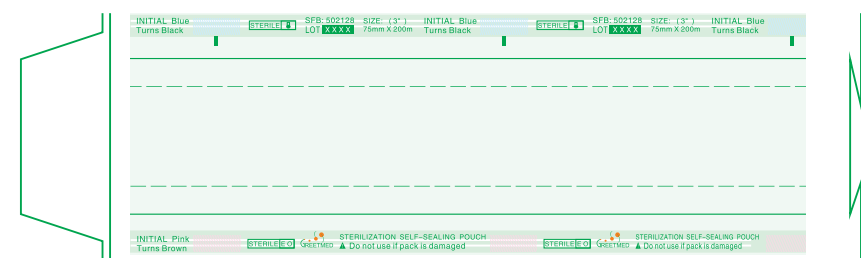 INITIAL Blue
Turns Black
STERILE
SFB: 502128 SIZE: (3")
LOT XXXX 75mm X 200m
INITIAL Blue
Turns Black
STERILE
SFB: 502128 SIZE: (3")
LOT XXXX 75mm X 200m
INITIAL Blue
Turns Black
INITIAL Pink
Turns Brown
STERILE EO
GREETMED
STERILIZATION SELF-SEALING POUCH
Do not use if pack is damaged
STERILE EO
GREETMED
STERILIZATION SELF-SEALING POUCH
Do not use if pack is damaged